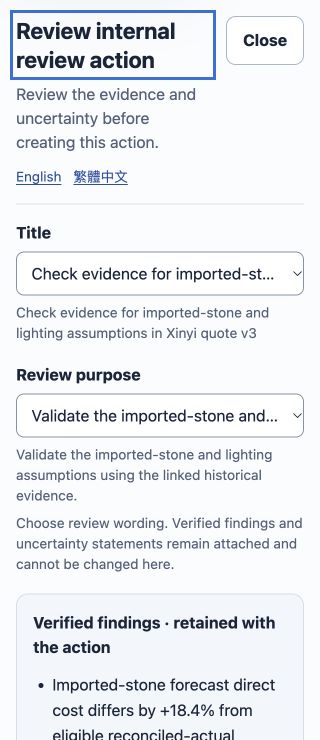 Review internal
review action
Close
Review the evidence and
uncertainty before
creating this action.
English 繁體中文
Title
Check evidence for imported-st...
Check evidence for imported-stone and
lighting assumptions in Xinyi quote v3
Review purpose
Validate the imported-stone and...
Validate the imported-stone and lighting
assumptions using the linked historical
evidence.
Choose review wording. Verified findings and
uncertainty statements remain attached and
cannot be changed here.
Verified findings · retained with
the action
• Imported-stone forecast direct
cost differs by +18.4% from
eligible reconciled-actual